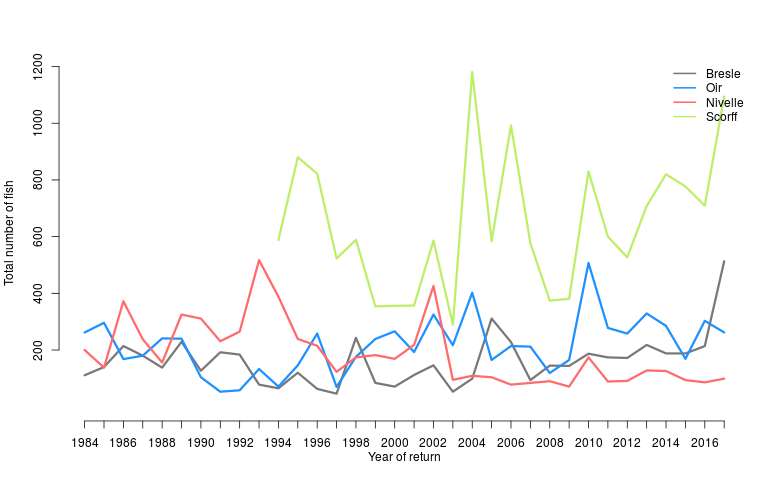 Total number of fish
1200
1000
800
600
400
200
Bresle
Oir
Nivelle
Scorff
1984 1986 1988 1990 1992 1994 1996 1998 2000 2002 2004 2006 2008 2010 2012 2014 2016
Year of return